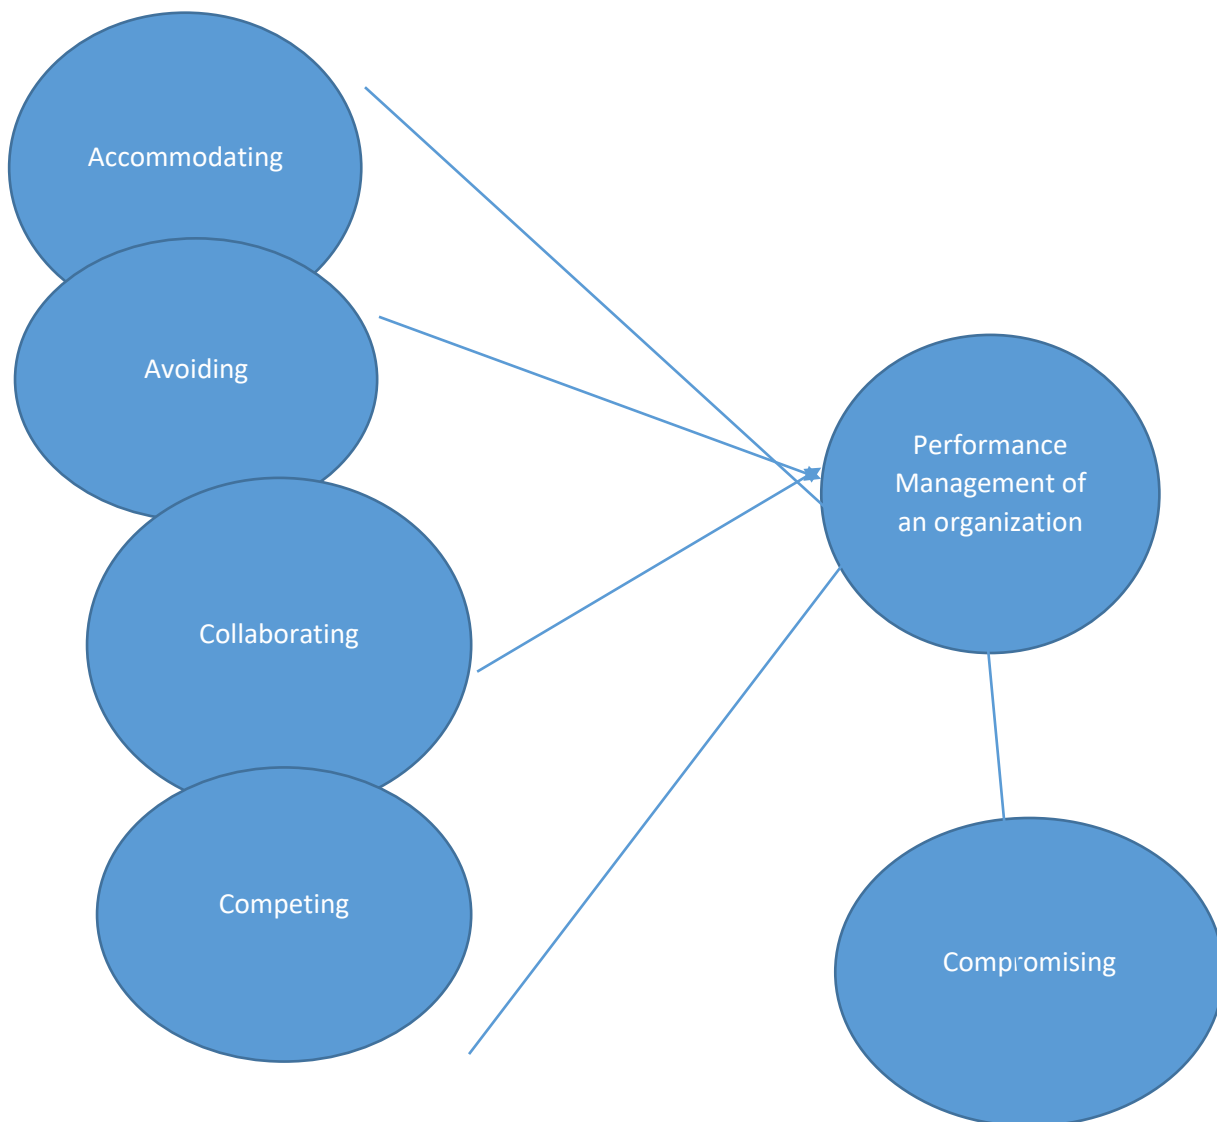 Accommodating
Avoiding
Performance
Management of
an organization
Collaborating
Competing
Compromising